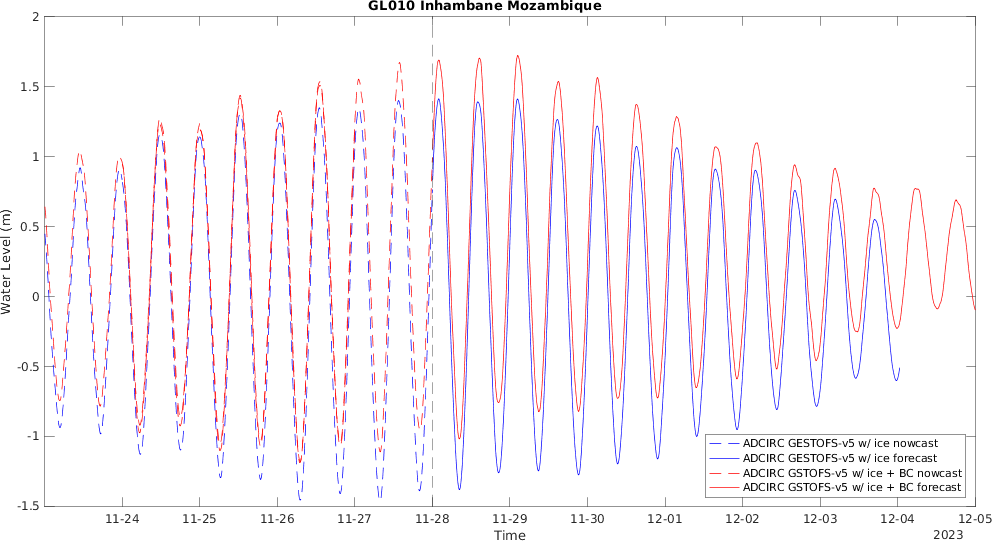 GL010 Inhambane Mozambique
2
1.5
1
0.5
0
-0.5
-1
-1.5
Water Level (m)
ADCIRC GESTOFS-v5 w/ ice nowcast
ADCIRC GESTOFS-v5 w/ ice forecast
ADCIRC GSTOFS-v5 w/ ice + BC nowcast
ADCIRC GSTOFS-v5 w/ ice + BC forecast
11-24 11-25 11-26 11-27 11-28 11-29 11-30 12-01 12-02 12-03 12-04 12-05
Time
2023